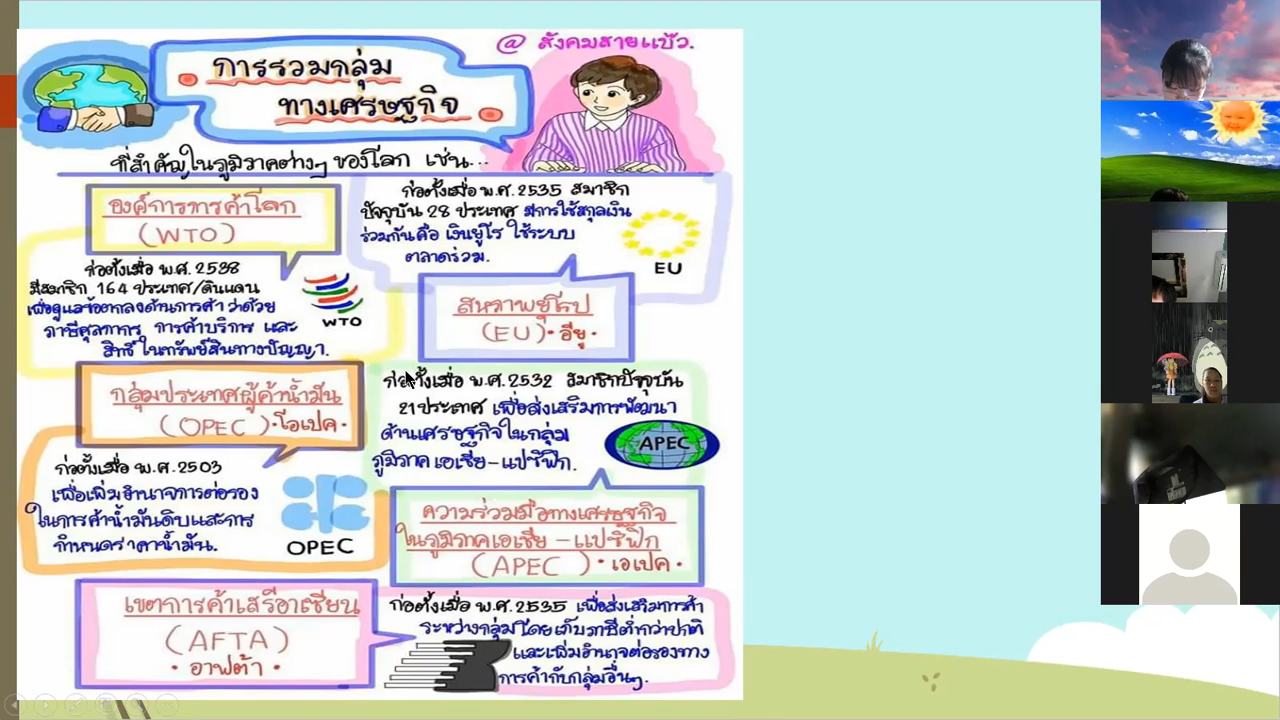 @ สังคมสายแบ๊ว.
การรวมกลุ่ม
ทางเศรษฐกิจ
ที่สำคัญในภูมิภาคต่างๆ ของโลก เช่น...
องค์การการค้าโลก
(WTO)
ก่อตั้งเมื่อ พ.ศ. 2538
มีสมาชิก 164 ประเทศ/ดินแดน
เพื่อดูแลข้อตกลงด้านการค้า ว่าด้วย
ภาษีศุลกากร การค้าบริการ และ
สิทธิ์ในทรัพย์สินทางปัญญา.
WTO
ก่อตั้งเมื่อ พ.ศ. 2535 สมาชิก
ปัจจุบัน 28 ประเทศ มีการใช้สกุลเงิน
ร่วมกันคือ เงินยูโร ใช้ระบบ
ตลาดร่วม.
EU
สหภาพยุโรป
(EU)·อียู·
กลุ่มประเทศผู้ค้าน้ำมัน
(OPEC)·โอเปค·
ก่อตั้งเมื่อ พ.ศ. 2503
เพื่อเพิ่มอำนาจการต่อรอง
ในการค้าน้ำมันดิบและการ
กำหนดราคาน้ำมัน.
OPEC
ก่อตั้งเมื่อ พ.ศ. 2532 สมาชิกปัจจุบัน
21 ประเทศ เพื่อส่งเสริมการพัฒนา
ด้านเศรษฐกิจในกลุ่ม
ภูมิภาคเอเชีย-แปซิฟิก.
APEC
ความร่วมมือทางเศรษฐกิจ
ในภูมิภาคเอเชีย-แปซิฟิก
(APEC)·เอเปค·
เขตการค้าเสรีอาเซียน
(AFTA)
·อาฟต้า·
ก่อตั้งเมื่อ พ.ศ. 2535 เพื่อส่งเสริมการค้า
ระหว่างกลุ่มโดยเก็บภาษีต่ำกว่าปกติ
และเพิ่มอำนาจต่อรองทาง
การค้ากับกลุ่มอื่นๆ.